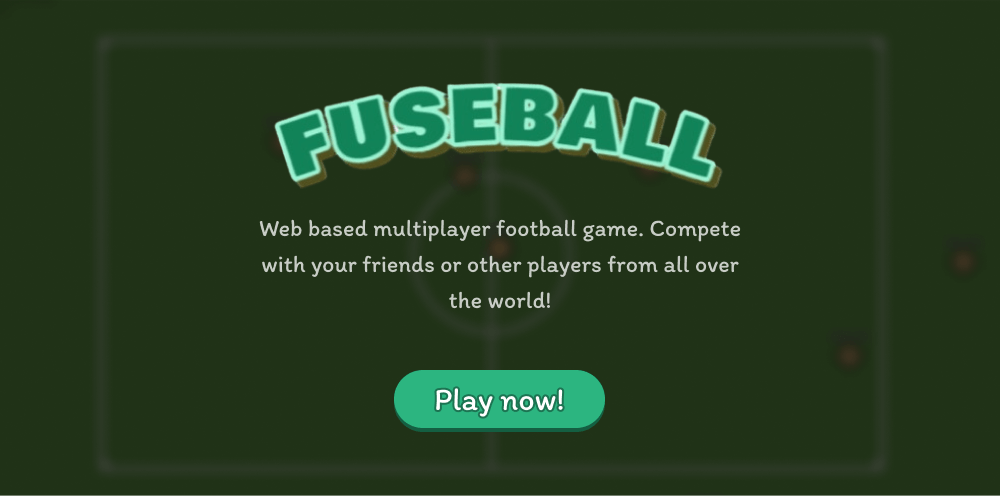 FUSEBALL
Web based multiplayer football game. Compete
with your friends or other players from all over
the world!
Play now!